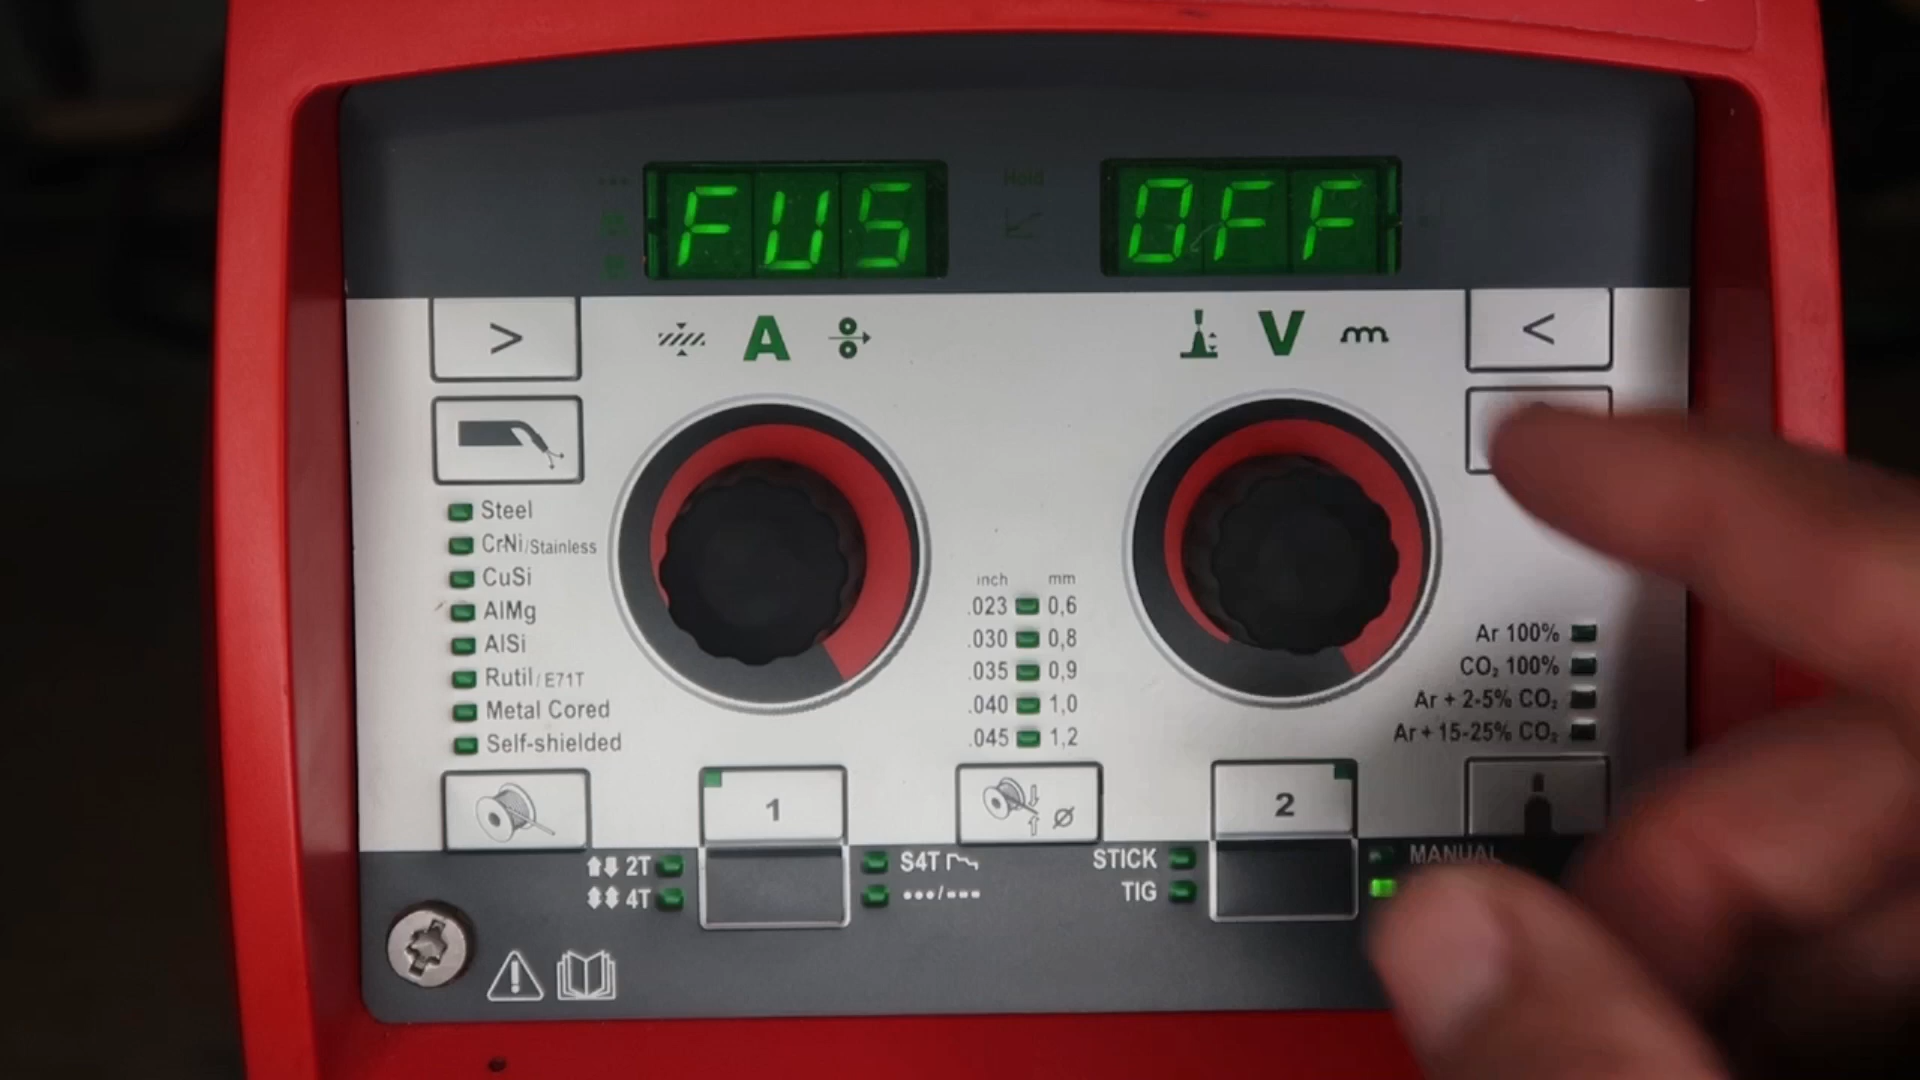 Hold
FUS OFF
> A V <
Steel
CrNi/Stainless
CuSi
AlMg
AlSi
Rutil/E71T
Metal Cored
Self-shielded
inch mm
.023 0,6
.030 0,8
.035 0,9
.040 1,0
.045 1,2
Ar 100%
CO₂ 100%
Ar + 2-5% CO₂
Ar + 15-25% CO₂
1 Ø 2
2T S4T STICK MANUAL
4T •••/--- TIG